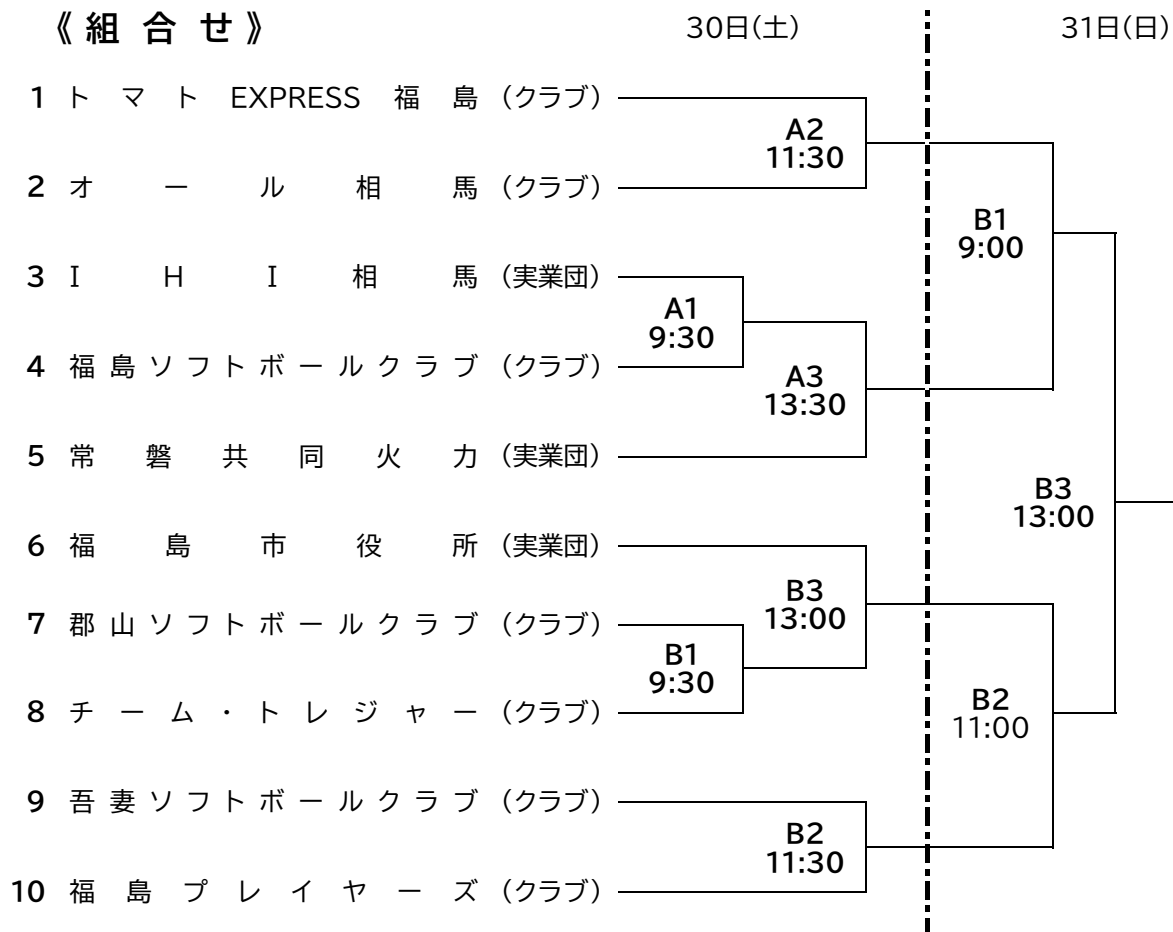 《 組 合 せ 》 30日(土) 31日(日)
1 ト マ ト EXPRESS 福 島 (クラブ)
A2
11:30
2 オ ー ル 相 馬 (クラブ)
B1
9:00
3 I H I 相 馬 (実業団)
A1
9:30
4 福 島 ソ フ ト ボ ー ル ク ラ ブ (クラブ)
A3
13:30
5 常 磐 共 同 火 力 (実業団)
B3
13:00
6 福 島 市 役 所 (実業団)
B3
13:00
7 郡 山 ソ フ ト ボ ー ル ク ラ ブ (クラブ)
B1
9:30
8 チ ー ム ・ ト レ ジ ャ ー (クラブ)
B2
11:00
9 吾 妻 ソ フ ト ボ ー ル ク ラ ブ (クラブ)
B2
11:30
10 福 島 プ レ イ ヤ ー ズ (クラブ)